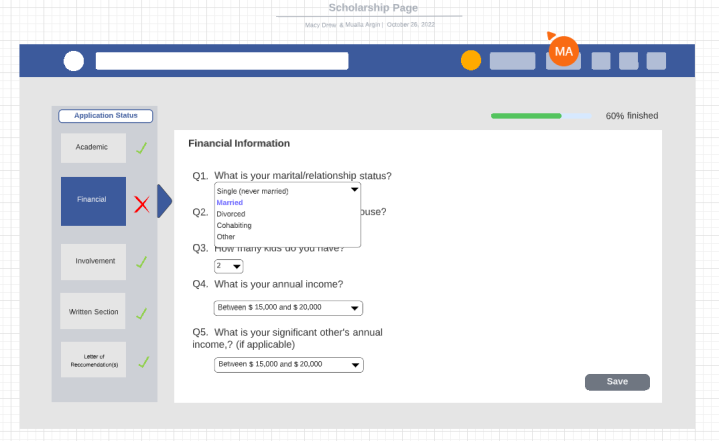 Scholarship Page
Macy Drew & Mualla Argin | October 28, 2022
MA
Application Status
60% finished
Academic
Financial
Involvement
Written Section
Letter of
Reccomendation(s)
Financial Information
Q1. What is your marital/relationship status?
Single (never married)
Married
Divorced
Cohabiting
Other
Q2. ouse?
Q3. How many kids do you have?
2
Q4. What is your annual income?
Between $ 15,000 and $ 20,000
Q5. What is your significant other's annual
income,? (if applicable)
Between $ 15,000 and $ 20,000
Save